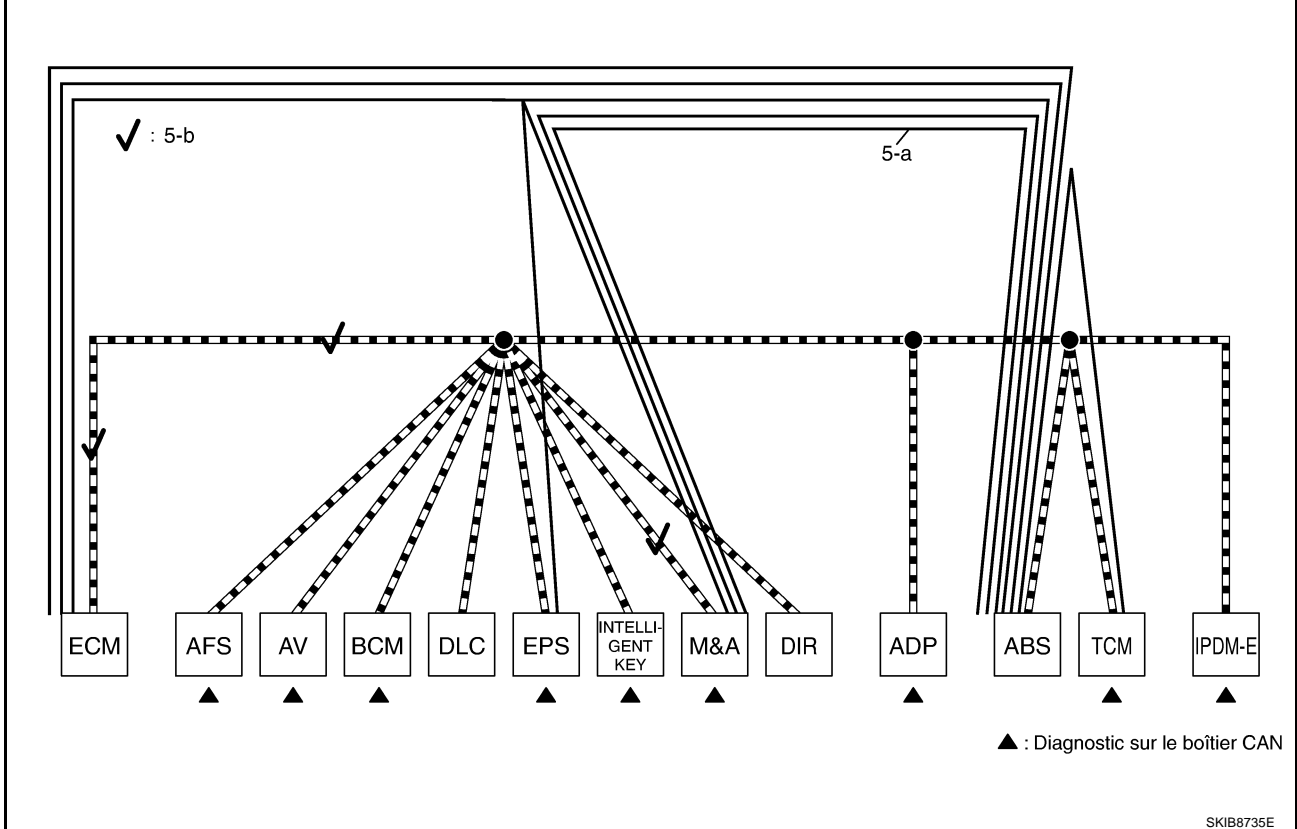 : 5-b
5-a
ECM
AFS
AV
BCM
DLC
EPS
INTELLI-
GENT
KEY
M&A
DIR
ADP
ABS
TCM
IPDM-E
: Diagnostic sur le boîtier CAN
SKIB8735E